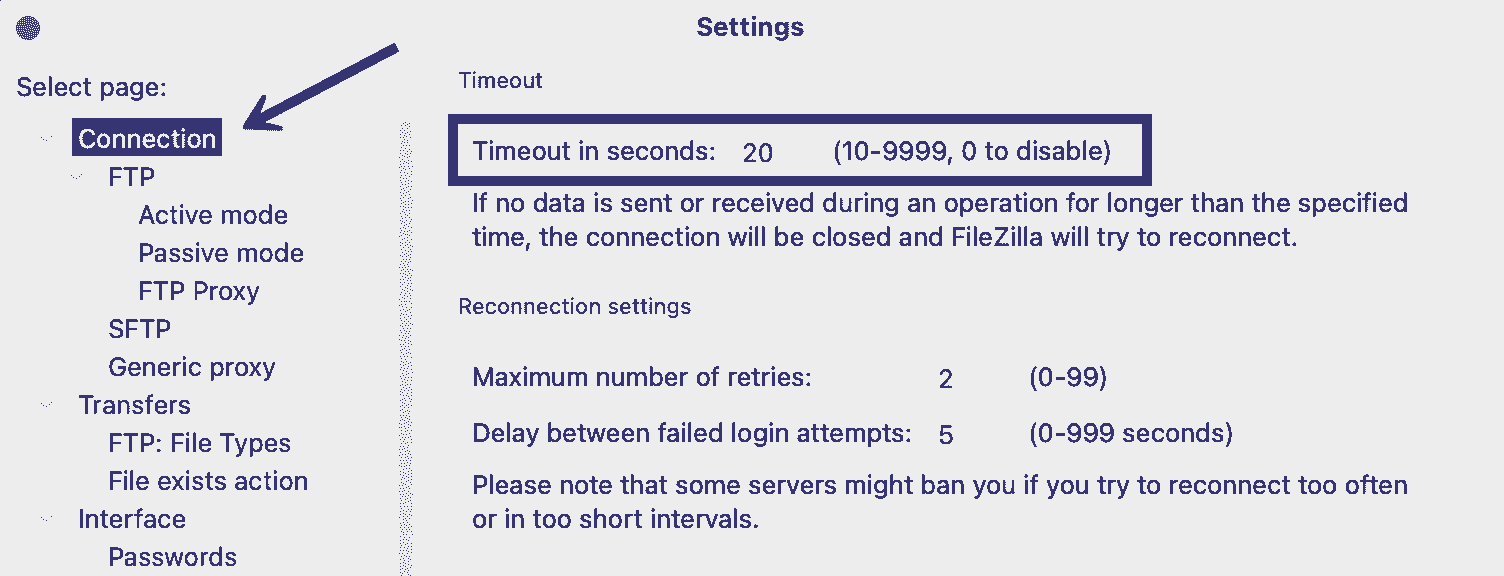 Settings
Select page:
Connection
FTP
Active mode
Passive mode
FTP Proxy
SFTP
Generic proxy
Transfers
FTP: File Types
File exists action
Interface
Passwords
Timeout
Timeout in seconds: 20 (10-9999, 0 to disable)
If no data is sent or received during an operation for longer than the specified
time, the connection will be closed and FileZilla will try to reconnect.
Reconnection settings
Maximum number of retries: 2 (0-99)
Delay between failed login attempts: 5 (0-999 seconds)
Please note that some servers might ban you if you try to reconnect too often
or in too short intervals.